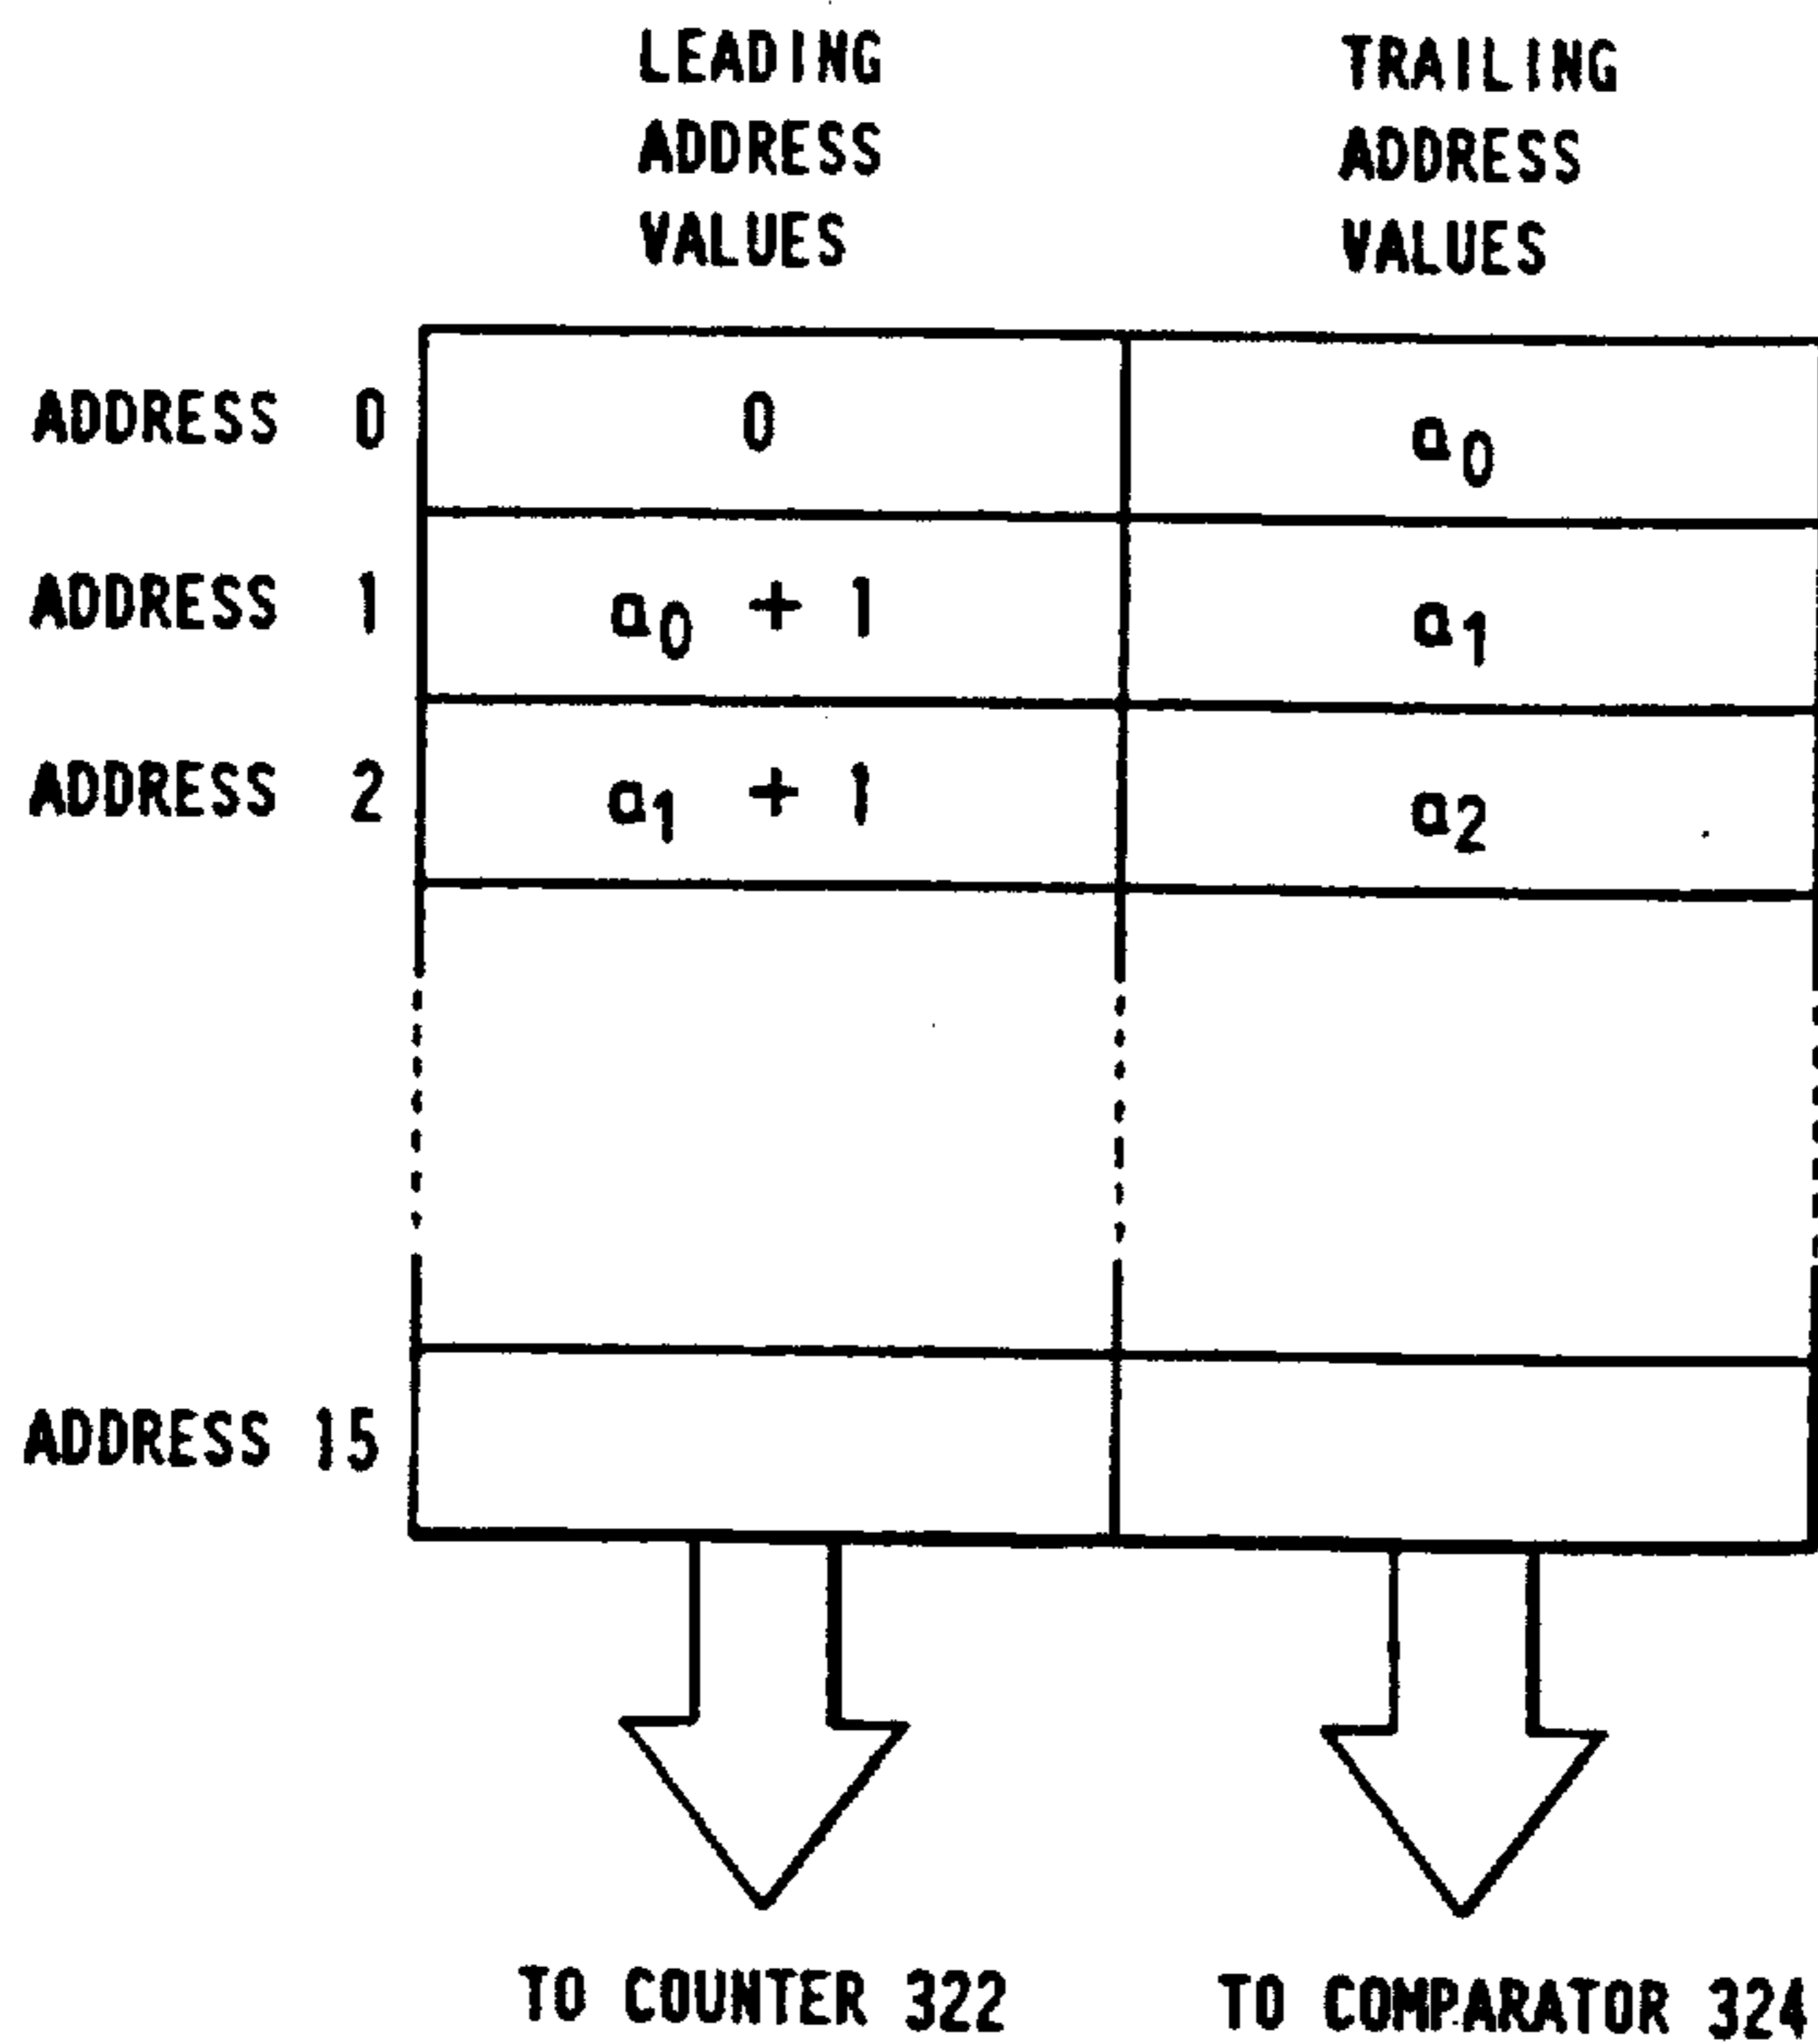 LEADING ADDRESS VALUES
TRAILING ADDRESS VALUES
ADDRESS 0 0 a0
ADDRESS 1 a0 + 1 a1
ADDRESS 2 a1 + 1 a2
ADDRESS 15
TO COUNTER 322 TO COMPARATOR 324